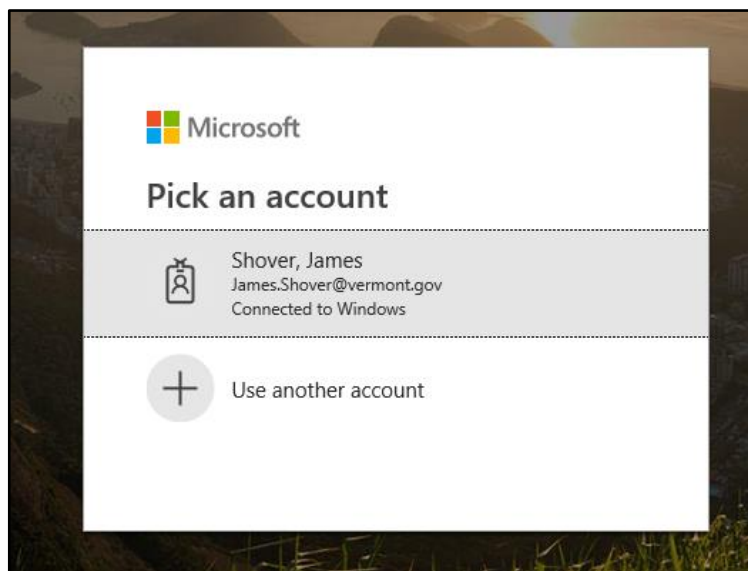 Microsoft
Pick an account
Shover, James
James.Shover@vermont.gov
Connected to Windows
Use another account